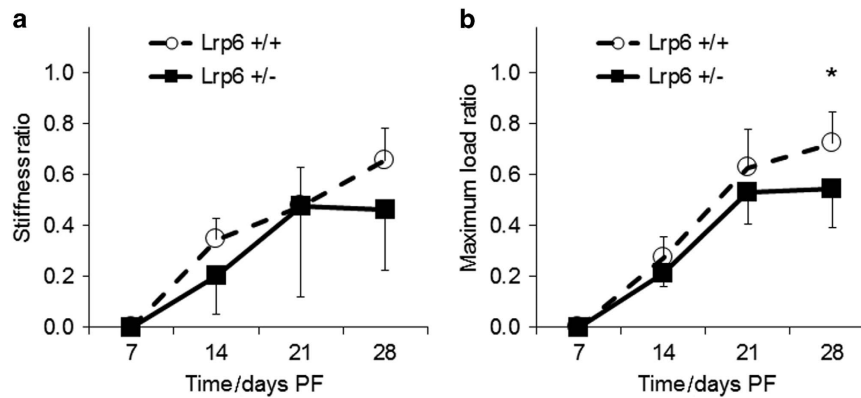 a
Stiffness ratio
1.0
0.8
0.6
0.4
0.2
0.0
Lrp6 +/+
Lrp6 +/-
7 14 21 28
Time/days PF
b
Maximum load ratio
1.0
0.8
0.6
0.4
0.2
0.0
Lrp6 +/+
Lrp6 +/-
*
7 14 21 28
Time/days PF